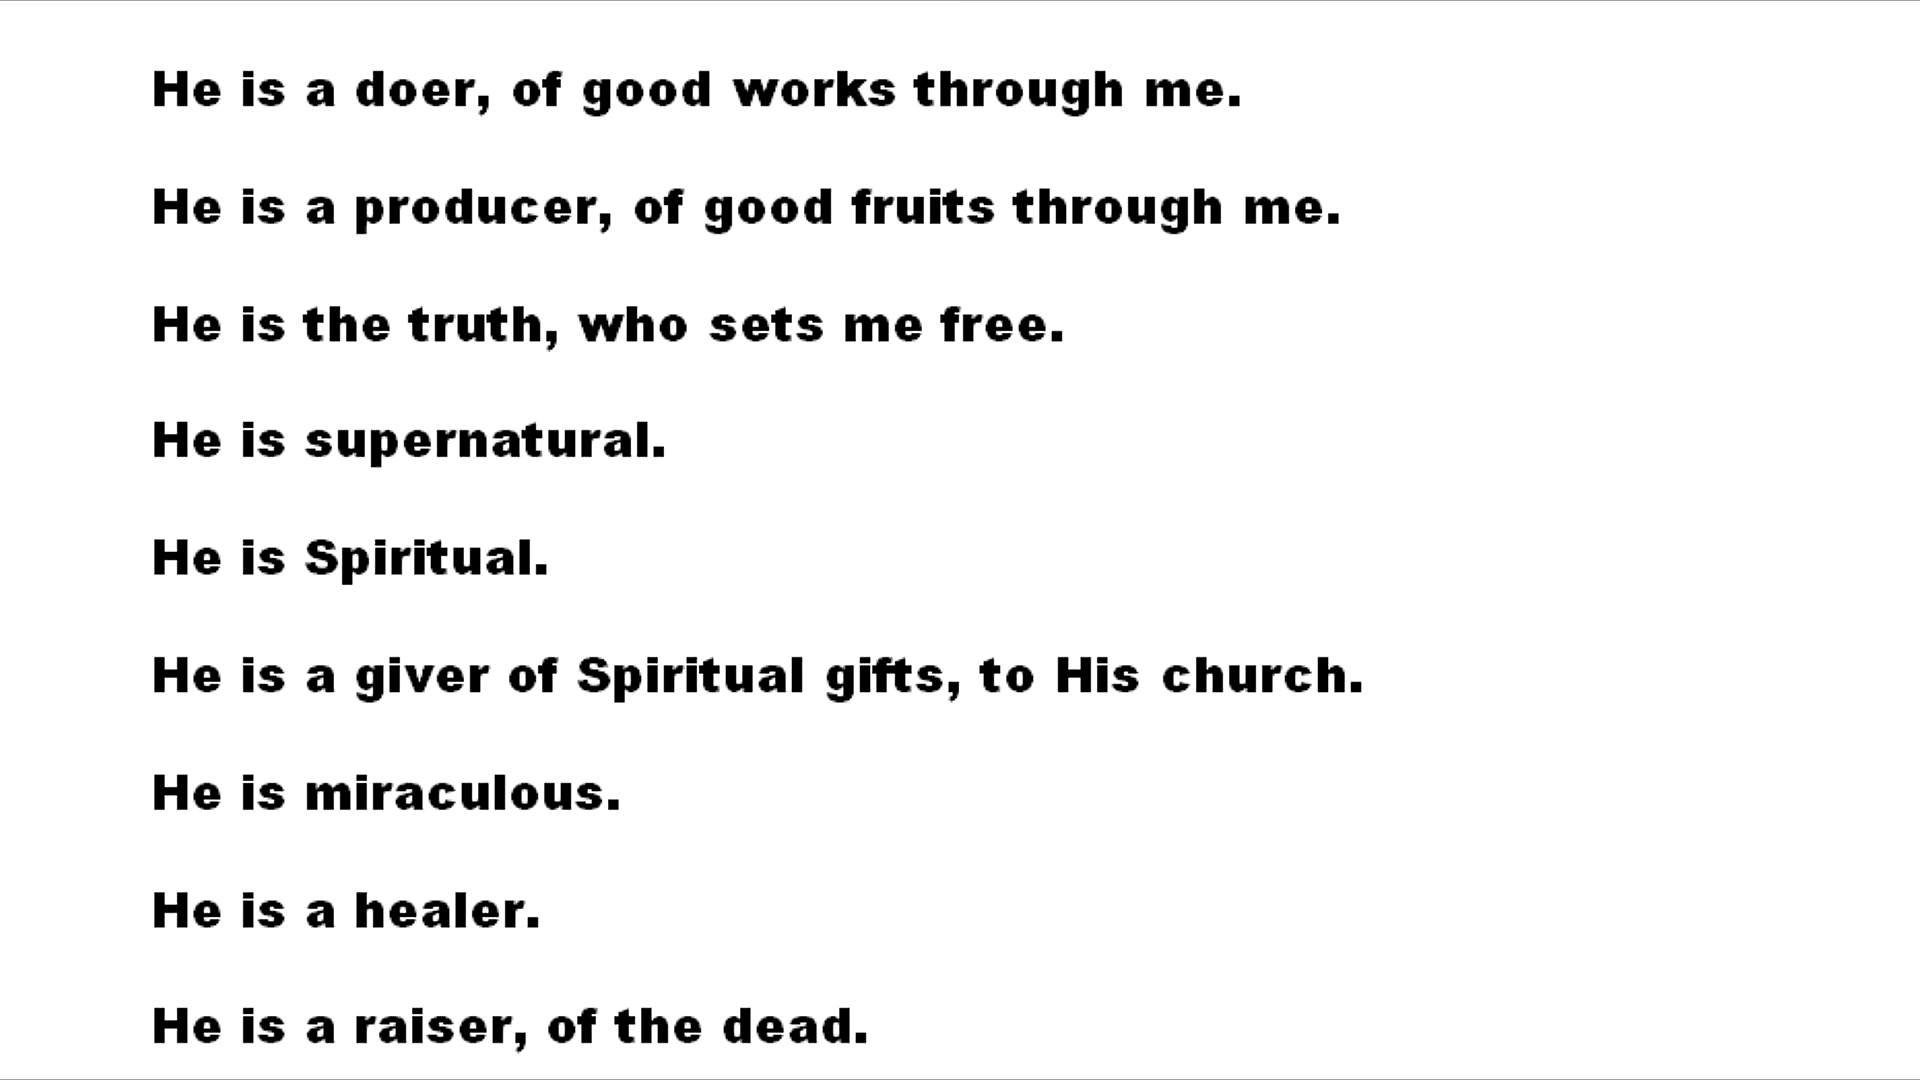 He is a doer, of good works through me.
He is a producer, of good fruits through me.
He is the truth, who sets me free.
He is supernatural.
He is Spiritual.
He is a giver of Spiritual gifts, to His church.
He is miraculous.
He is a healer.
He is a raiser, of the dead.